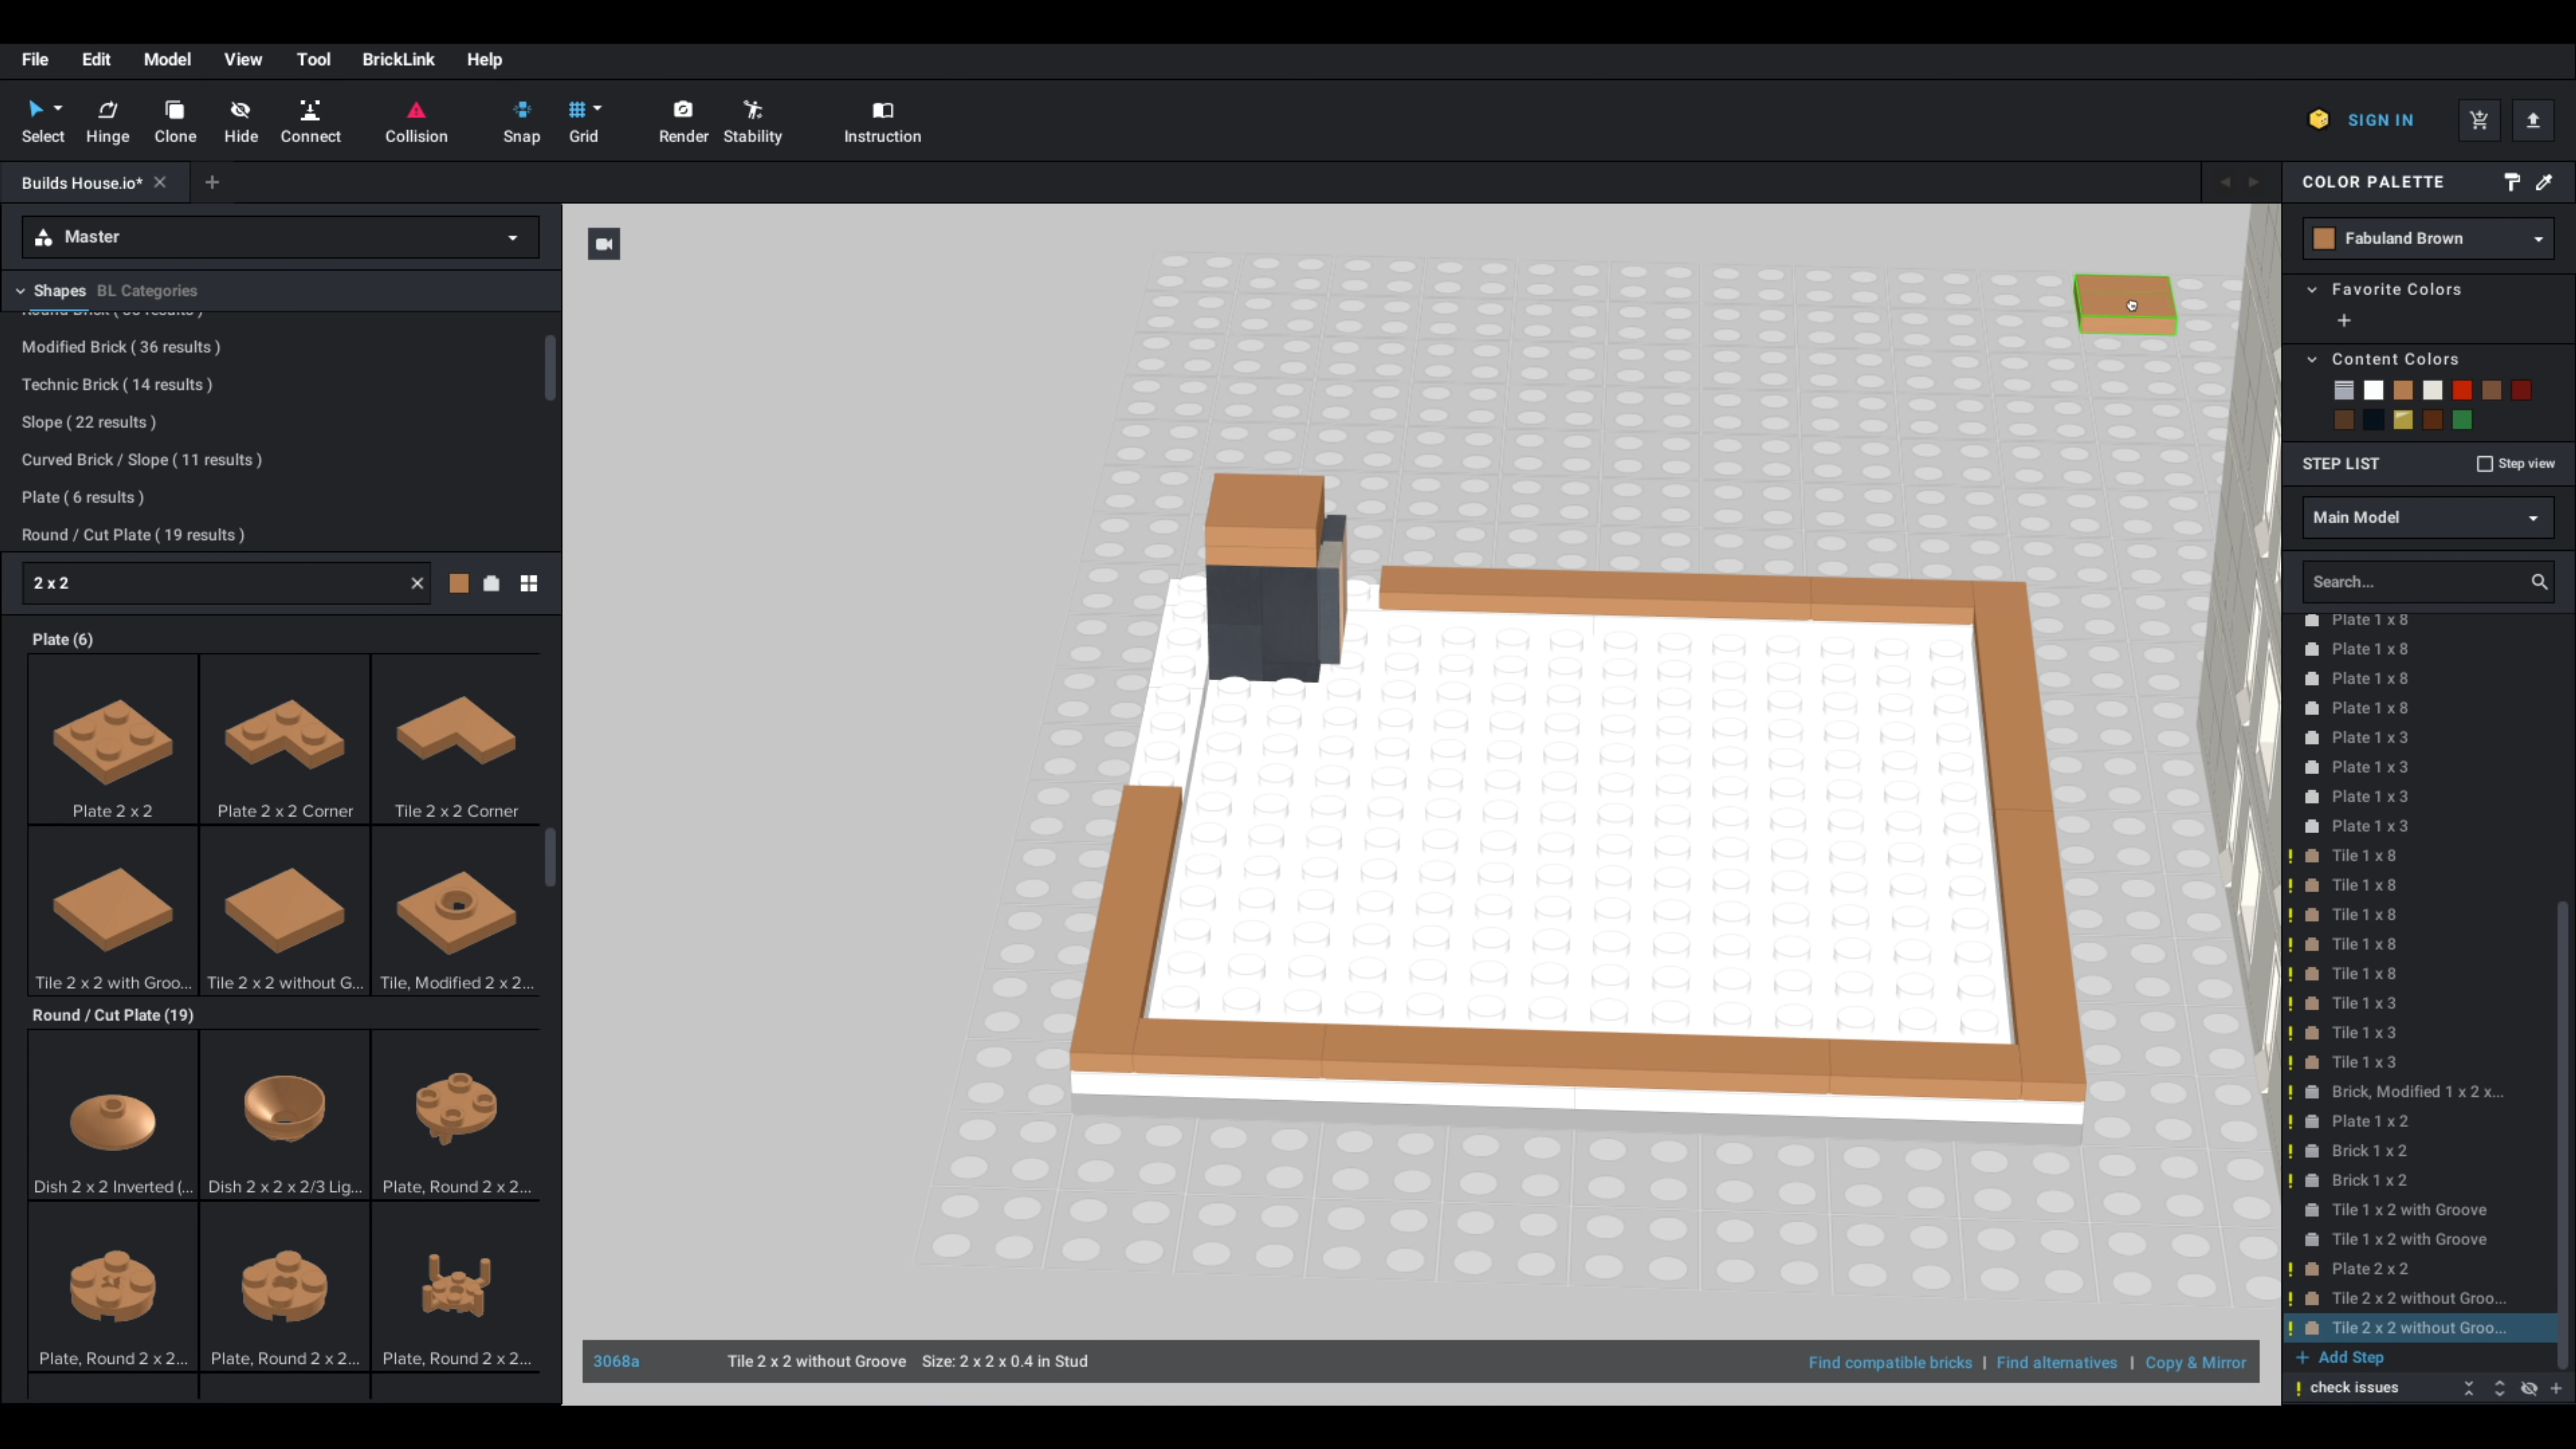 File Edit Model View Tool BrickLink Help
Select Hinge Clone Hide Connect Collision Snap Grid Render Stability Instruction SIGN IN
Builds House.io*
Master
Shapes BL Categories
Modified Brick ( 36 results )
Technic Brick ( 14 results )
Slope ( 22 results )
Curved Brick / Slope ( 11 results )
Plate ( 6 results )
Round / Cut Plate ( 19 results )
2 x 2
Plate (6)
Plate 2 x 2
Plate 2 x 2 Corner
Tile 2 x 2 Corner
Tile 2 x 2 with Groo...
Tile 2 x 2 without G...
Tile, Modified 2 x 2...
Round / Cut Plate (19)
Dish 2 x 2 Inverted (...
Dish 2 x 2 x 2/3 Lig...
Plate, Round 2 x 2...
Plate, Round 2 x 2...
Plate, Round 2 x 2...
Plate, Round 2 x 2...
3068a Tile 2 x 2 without Groove Size: 2 x 2 x 0.4 in Stud
Find compatible bricks | Find alternatives | Copy & Mirror
COLOR PALETTE
Fabuland Brown
Favorite Colors
+
Content Colors
STEP LIST Step view
Main Model
Search...
Plate 1 x 8
Plate 1 x 8
Plate 1 x 8
Plate 1 x 8
Plate 1 x 3
Plate 1 x 3
Plate 1 x 3
Plate 1 x 3
! Tile 1 x 8
! Tile 1 x 8
! Tile 1 x 8
! Tile 1 x 8
! Tile 1 x 8
! Tile 1 x 3
! Tile 1 x 3
! Tile 1 x 3
! Brick, Modified 1 x 2 x...
! Plate 1 x 2
! Brick 1 x 2
! Brick 1 x 2
Tile 1 x 2 with Groove
Tile 1 x 2 with Groove
! Plate 2 x 2
! Tile 2 x 2 without Groo...
! Tile 2 x 2 without Groo...
+ Add Step
! check issues